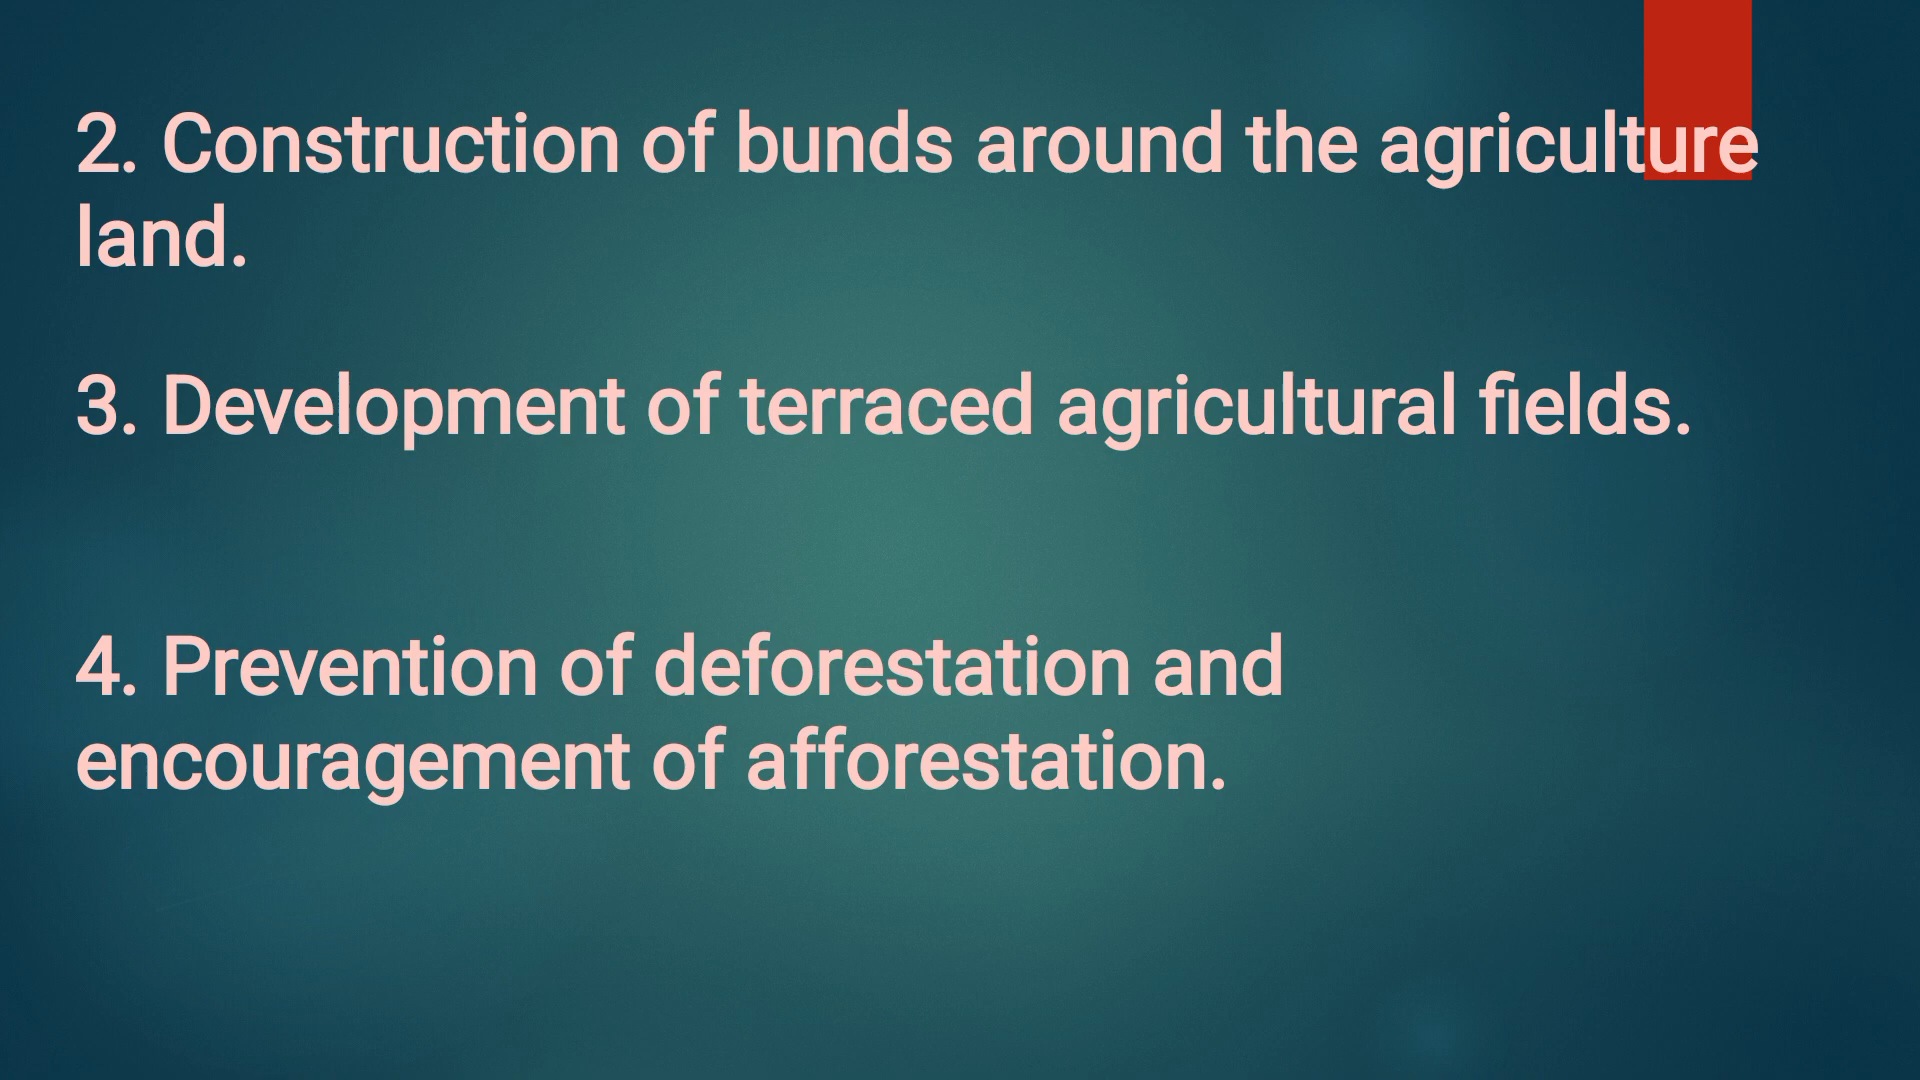 2. Construction of bunds around the agriculture
land.
3. Development of terraced agricultural fields.
4. Prevention of deforestation and
encouragement of afforestation.